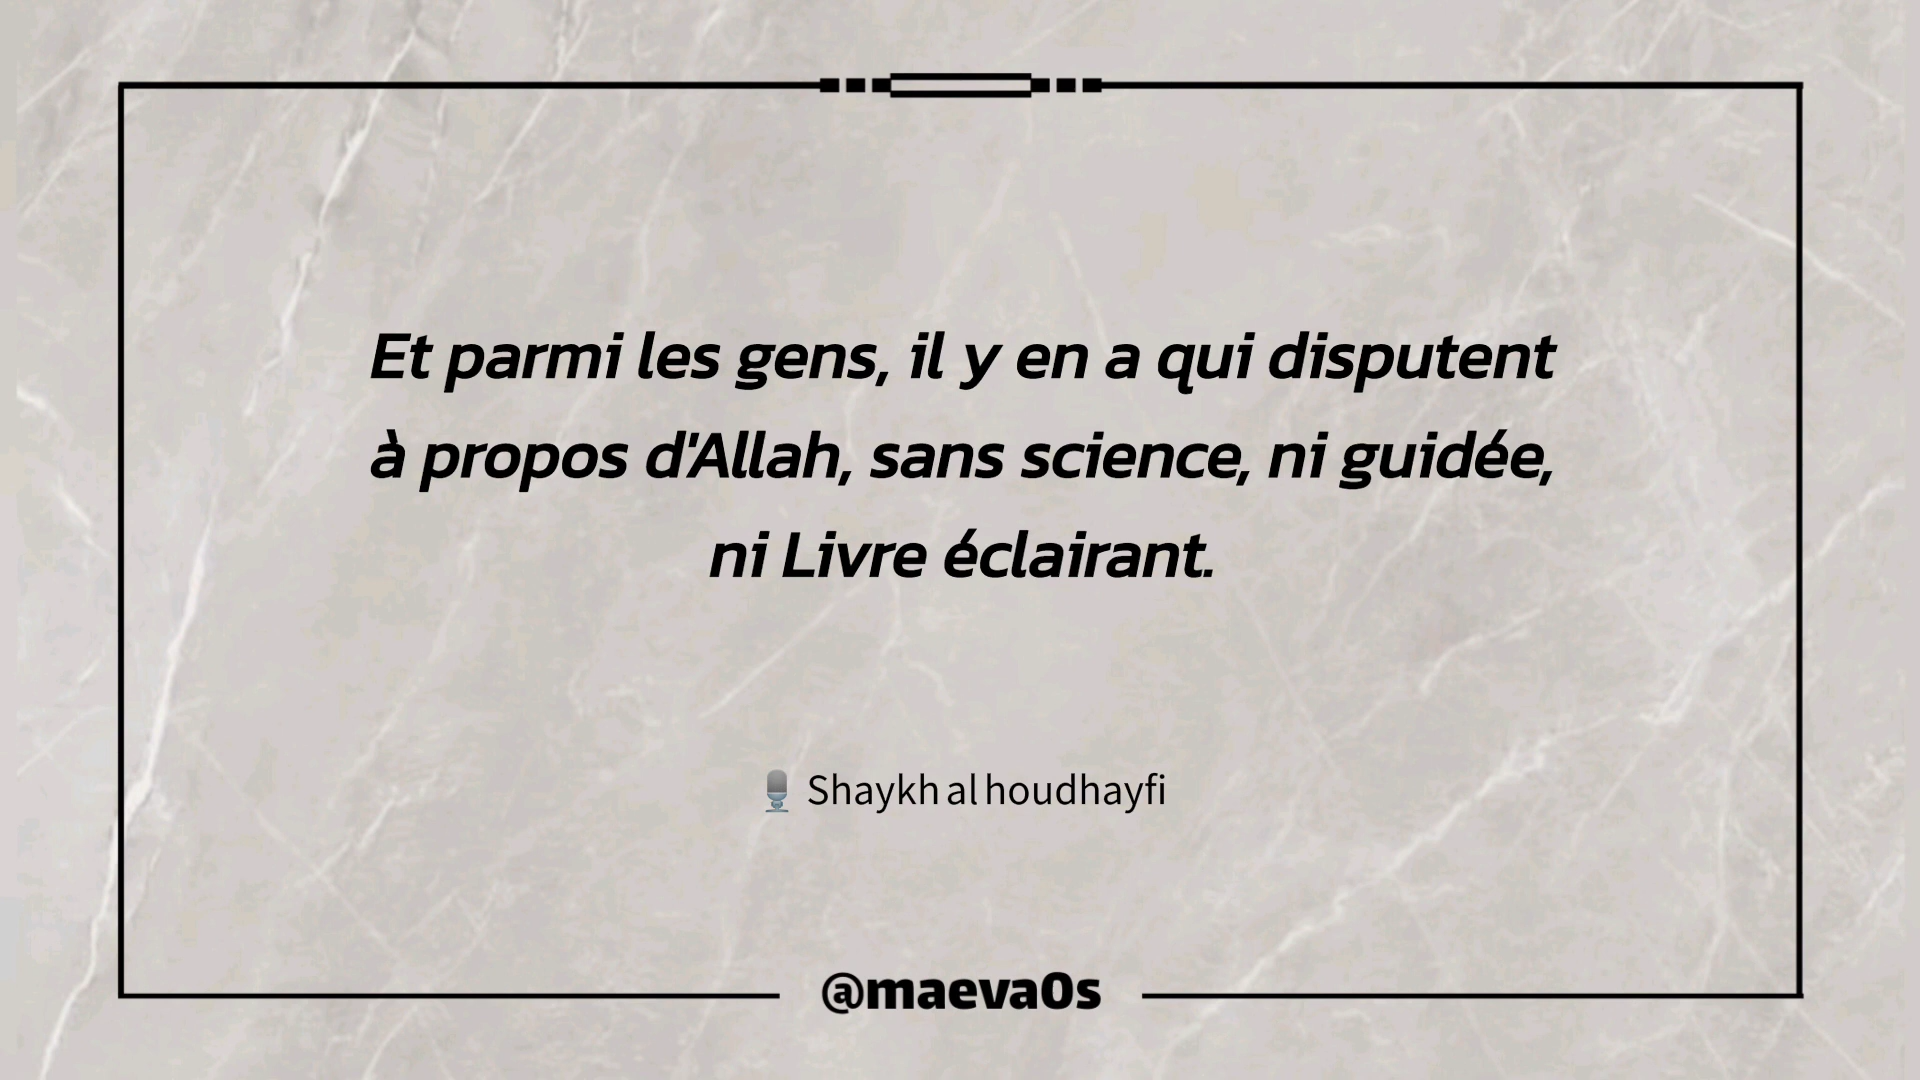 Et parmi les gens, il y en a qui disputent
à propos d'Allah, sans science, ni guidée,
ni Livre éclairant.
Shaykh al houdhayfi
@maeva0s